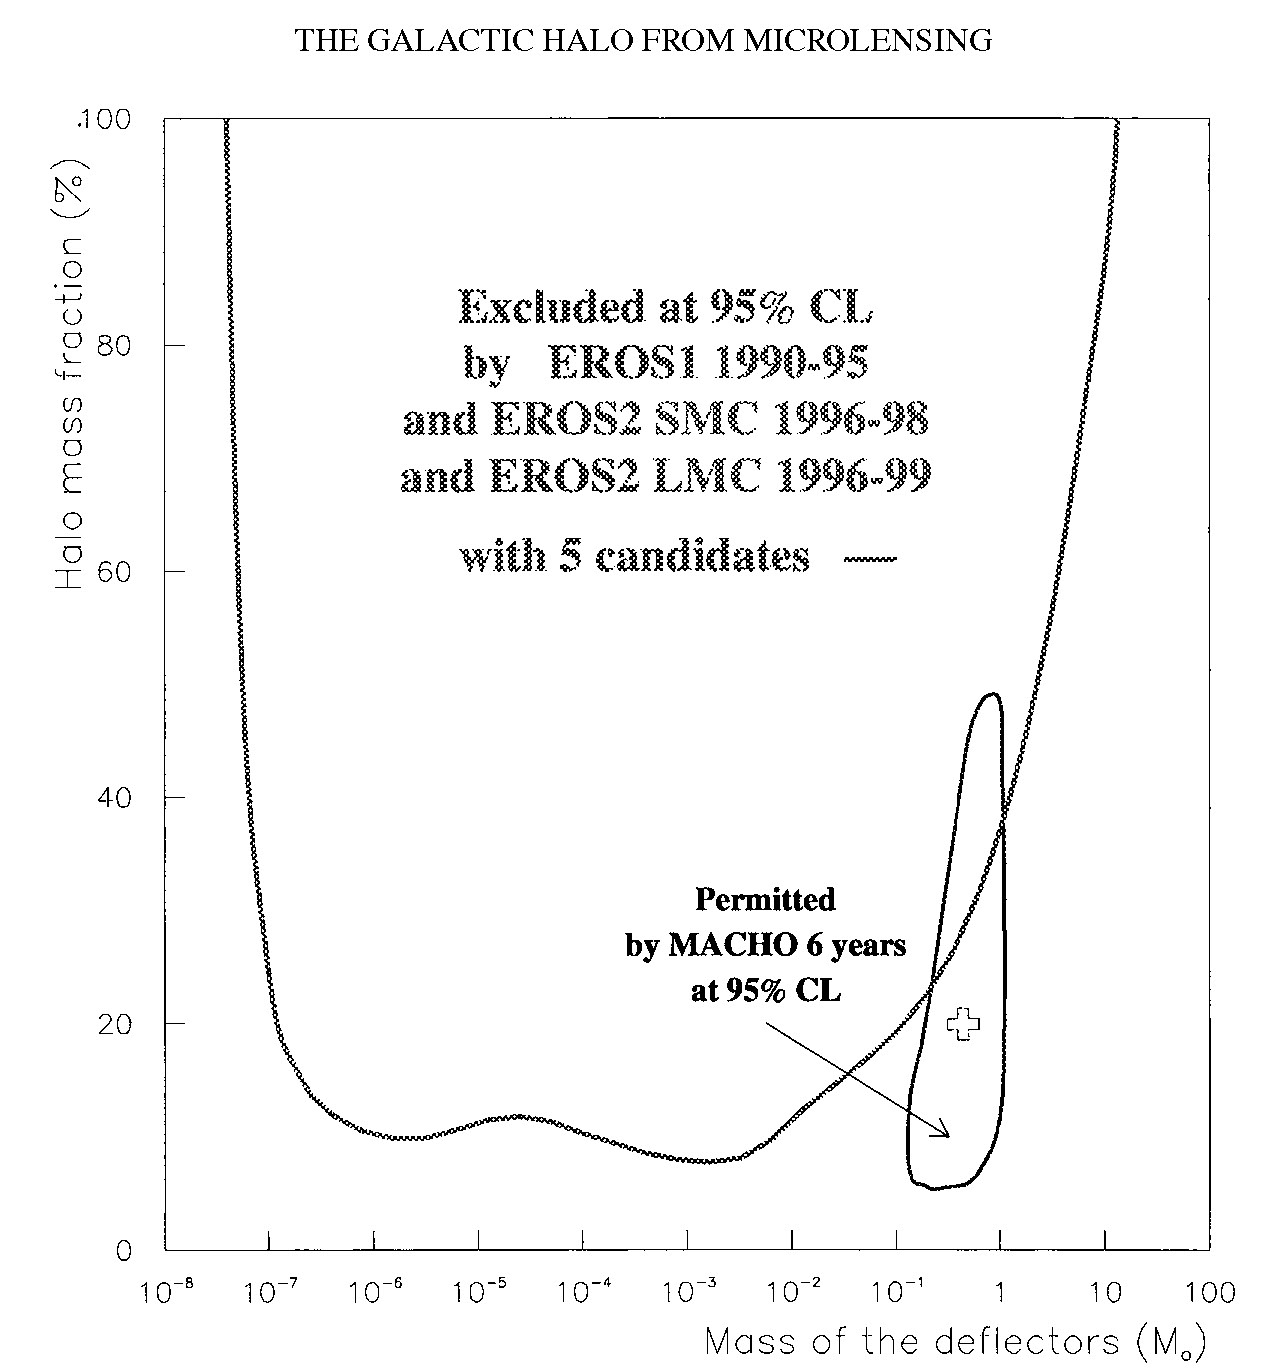 THE GALACTIC HALO FROM MICROLENSING
.100
80
60
40
20
0
Halo mass fraction (%)
Excluded at 95% CL
by EROS1 1990-95
and EROS2 SMC 1996-98
and EROS2 LMC 1996-99
with 5 candidates
Permitted
by MACHO 6 years
at 95% CL
10⁻⁸ 10⁻⁷ 10⁻⁶ 10⁻⁵ 10⁻⁴ 10⁻³ 10⁻² 10⁻¹ 1 10 100
Mass of the deflectors (Mₒ)